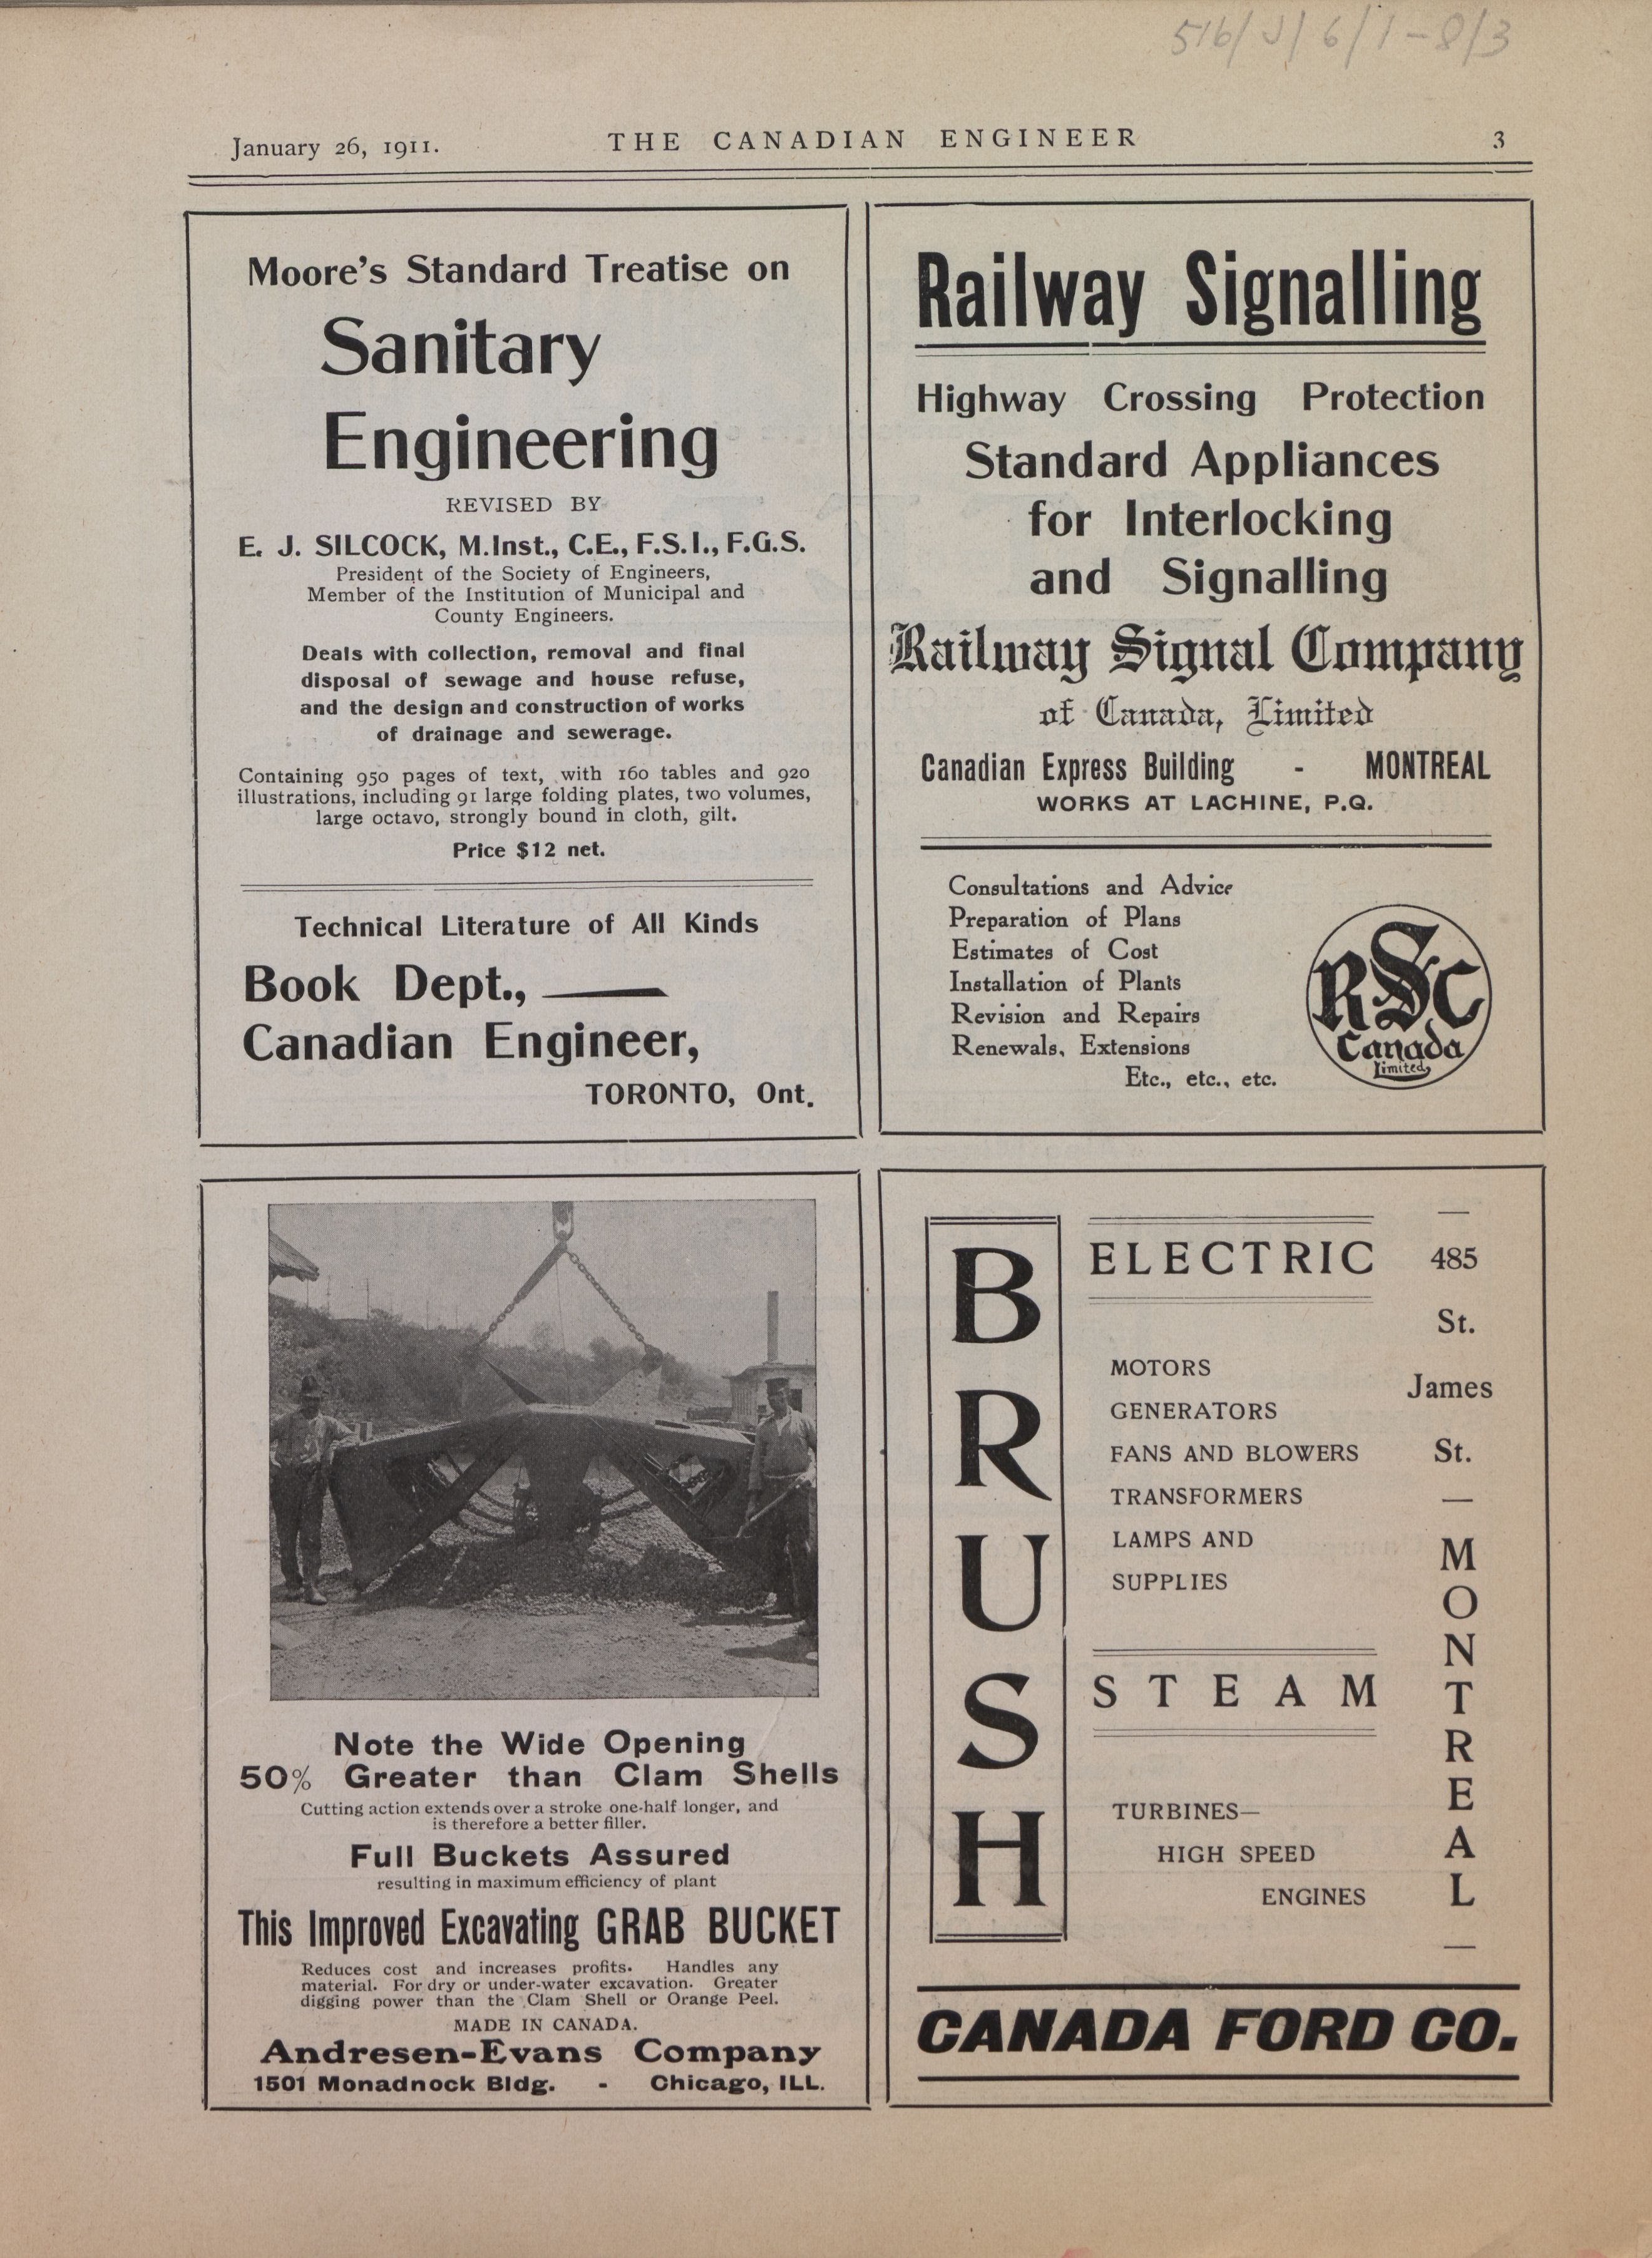 516/J/6/1-8/3
January 26, 1911.
THE CANADIAN ENGINEER
3
Moore's Standard Treatise on
Sanitary
Engineering
REVISED BY
E. J. SILCOCK, M.Inst., C.E., F.S.I., F.G.S.
President of the Society of Engineers,
Member of the Institution of Municipal and
County Engineers.
Deals with collection, removal and final
disposal of sewage and house refuse,
and the design and construction of works
of drainage and sewerage.
Containing 950 pages of text, with 160 tables and 920
illustrations, including 91 large folding plates, two volumes,
large octavo, strongly bound in cloth, gilt.
Price $12 net.
Technical Literature of All Kinds
Book Dept., —
Canadian Engineer,
TORONTO, Ont.
Railway Signalling
Highway Crossing Protection
Standard Appliances
for Interlocking
and Signalling
Railway Signal Company
of Canada, Limited
Canadian Express Building - MONTREAL
WORKS AT LACHINE, P.Q.
Consultations and Advice
Preparation of Plans
Estimates of Cost
Installation of Plants
Revision and Repairs
Renewals, Extensions
Etc., etc., etc.
RSC
Canada
Limited
Note the Wide Opening
50% Greater than Clam Shells
Cutting action extends over a stroke one-half longer, and
is therefore a better filler.
Full Buckets Assured
resulting in maximum efficiency of plant
This Improved Excavating GRAB BUCKET
Reduces cost and increases profits. Handles any
material. For dry or under-water excavation. Greater
digging power than the Clam Shell or Orange Peel.
MADE IN CANADA.
Andresen-Evans Company
1501 Monadnock Bldg. - Chicago, ILL.
BRUSH
ELECTRIC
MOTORS
GENERATORS
FANS AND BLOWERS
TRANSFORMERS
LAMPS AND
SUPPLIES
STEAM
TURBINES—
HIGH SPEED
ENGINES
—
485
St.
James
St.
—
MONTREAL
—
CANADA FORD CO.